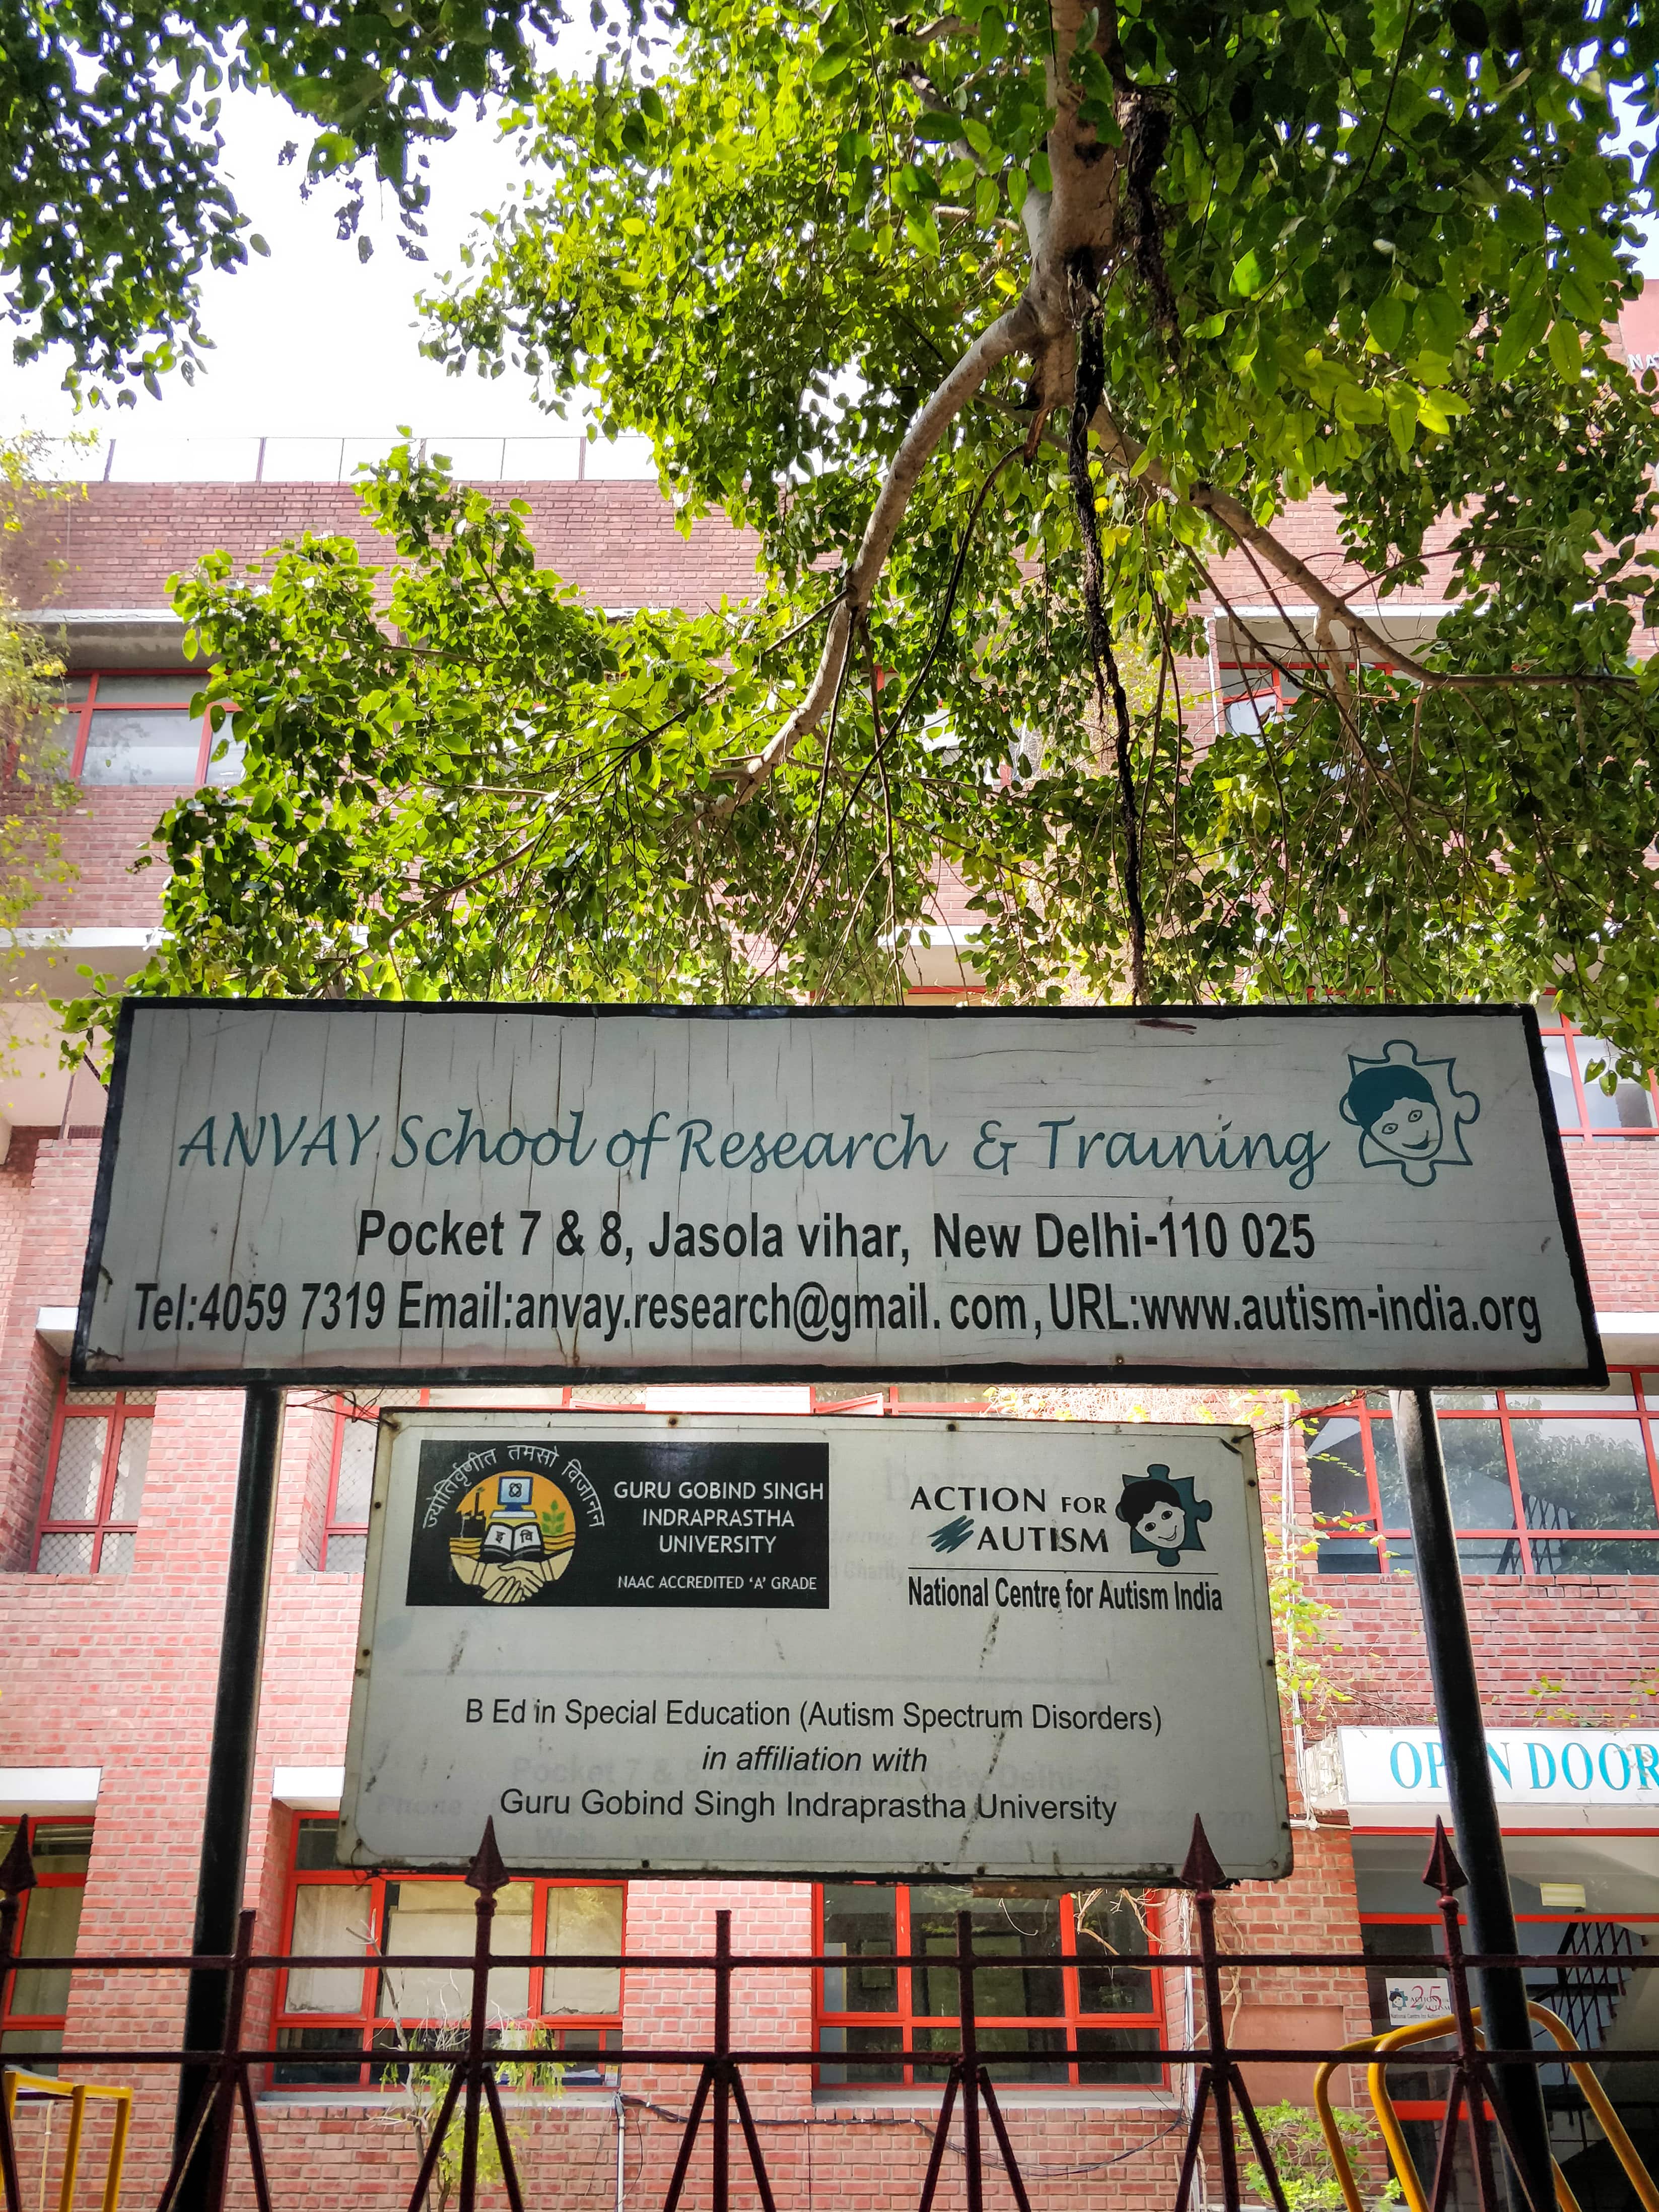 ANVAY School of Research & Training
Pocket 7 & 8, Jasola vihar, New Delhi-110 025
Tel:4059 7319 Email:anvay.research@gmail.com, URL:www.autism-india.org
ज्योतिर्वृणीत तमसो विजानन
इ वि
GURU GOBIND SINGH
INDRAPRASTHA
UNIVERSITY
NAAC ACCREDITED 'A' GRADE
ACTION FOR
AUTISM
National Centre for Autism India
B Ed in Special Education (Autism Spectrum Disorders)
in affiliation with
Guru Gobind Singh Indraprastha University
OPEN DOOR
25